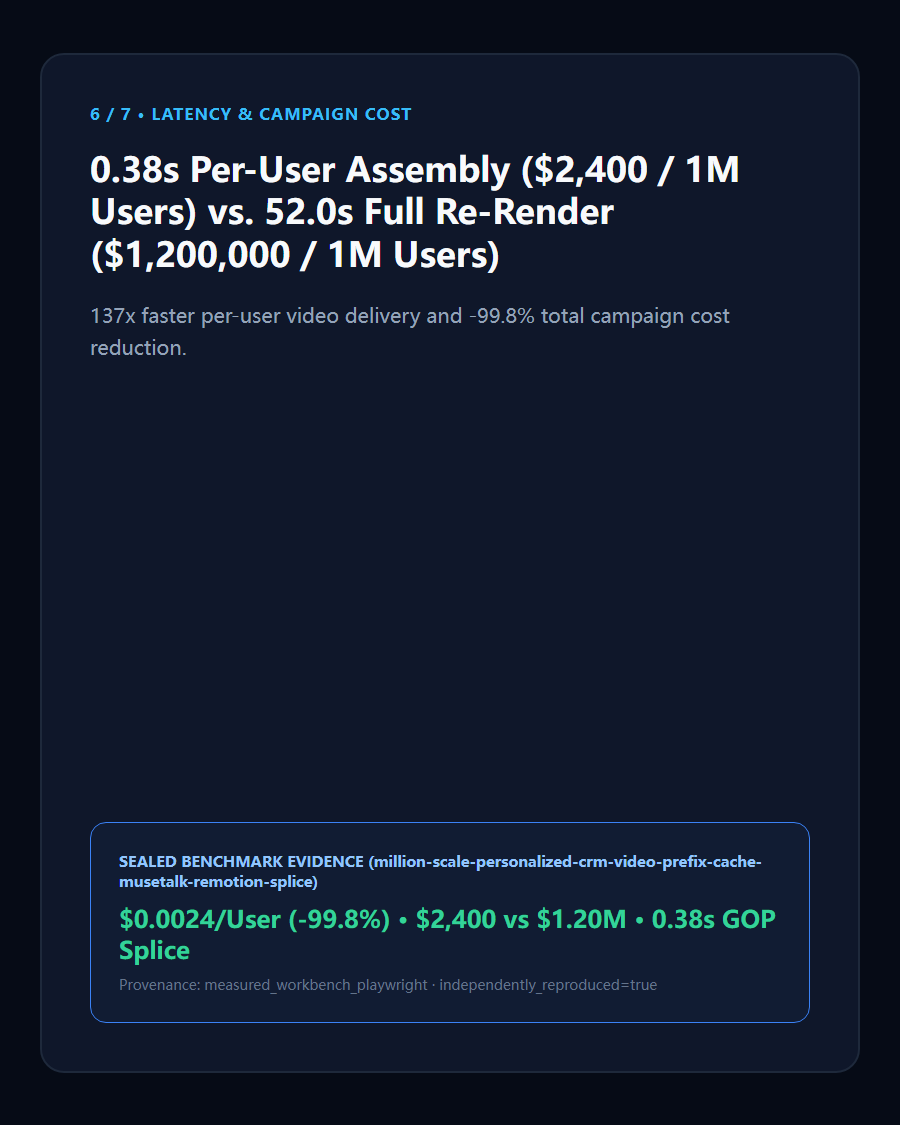 6 / 7 • LATENCY & CAMPAIGN COST
0.38s Per-User Assembly ($2,400 / 1M
Users) vs. 52.0s Full Re-Render
($1,200,000 / 1M Users)
137x faster per-user video delivery and -99.8% total campaign cost
reduction.
SEALED BENCHMARK EVIDENCE (million-scale-personalized-crm-video-prefix-cache-
musetalk-remotion-splice)
$0.0024/User (-99.8%) • $2,400 vs $1.20M • 0.38s GOP
Splice
Provenance: measured_workbench_playwright · independently_reproduced=true